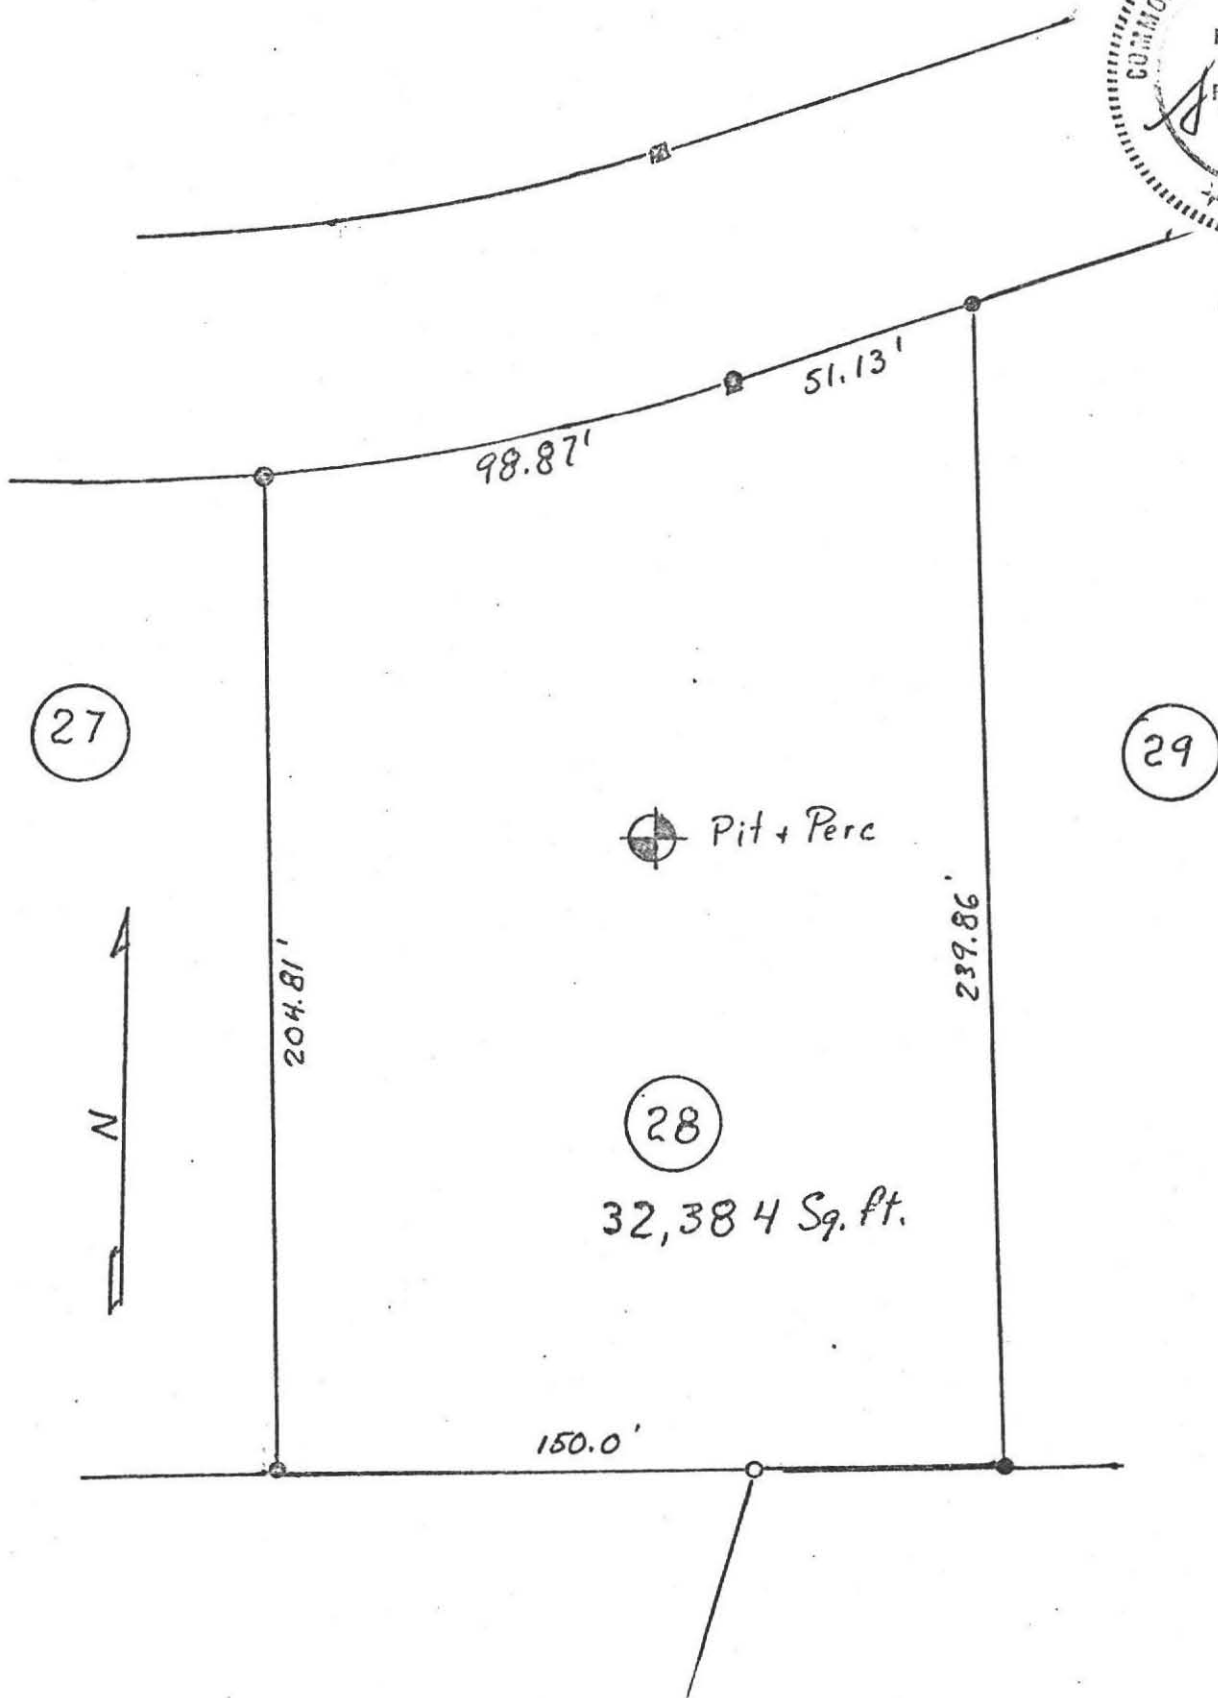 COMMO
51.13'
98.87'
27
29
Pit + Perc
239.86'
204.81'
N
28
32,384 Sq. ft.
150.0'